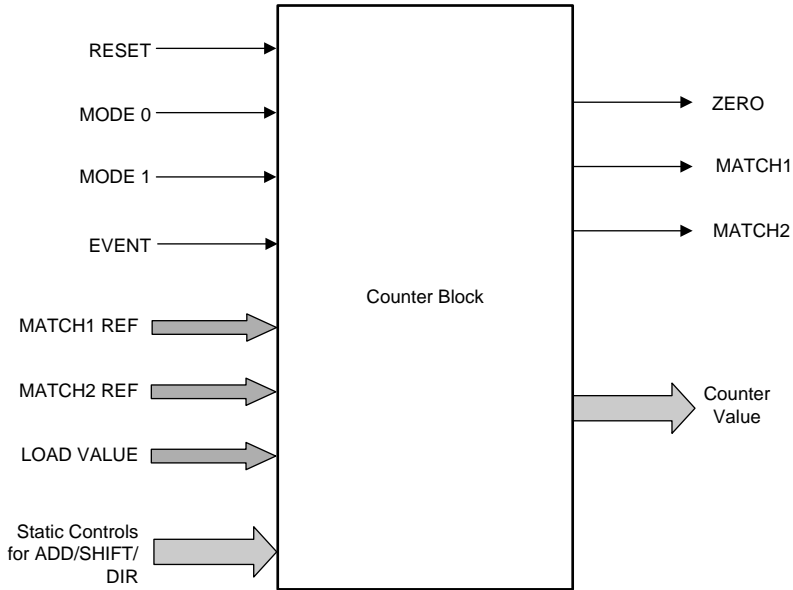 RESET
MODE 0
MODE 1
EVENT
MATCH1 REF
MATCH2 REF
LOAD VALUE
Static Controls
for ADD/SHIFT/
DIR
Counter Block
ZERO
MATCH1
MATCH2
Counter
Value